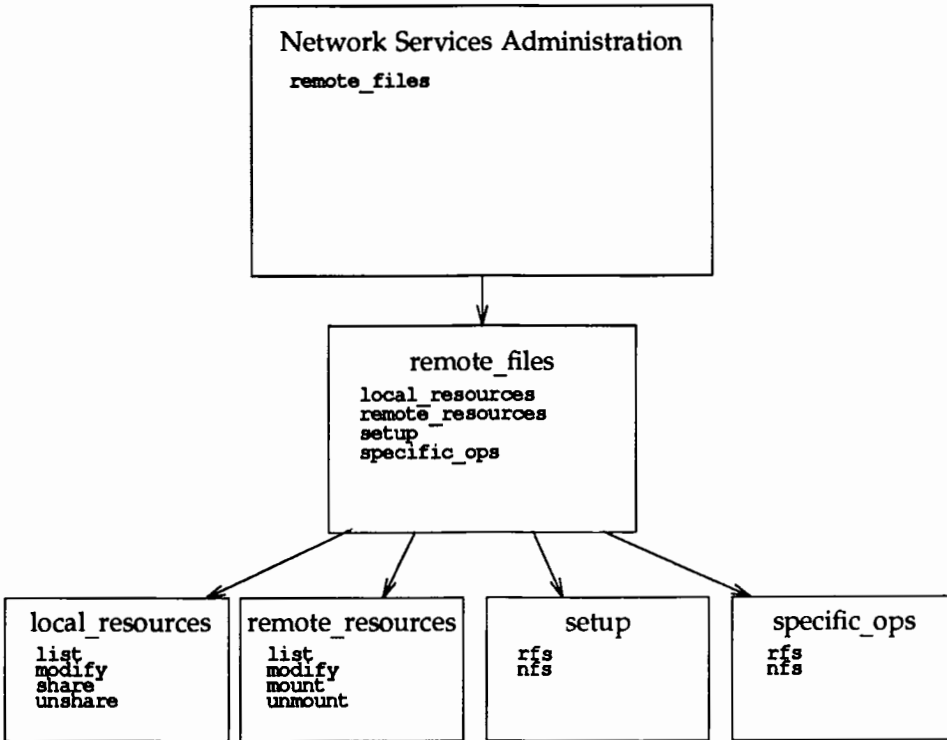 Network Services Administration
remote_files
remote_files
local_resources
remote_resources
setup
specific_ops
local_resources
list
modify
share
unshare
remote_resources
list
modify
mount
unmount
setup
rfs
nfs
specific_ops
rfs
nfs